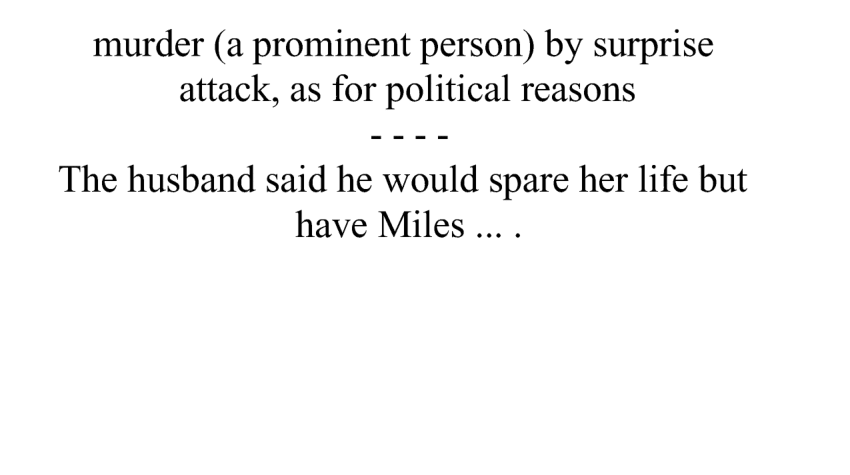 murder (a prominent person) by surprise
attack, as for political reasons
- - - -
The husband said he would spare her life but
have Miles ... .